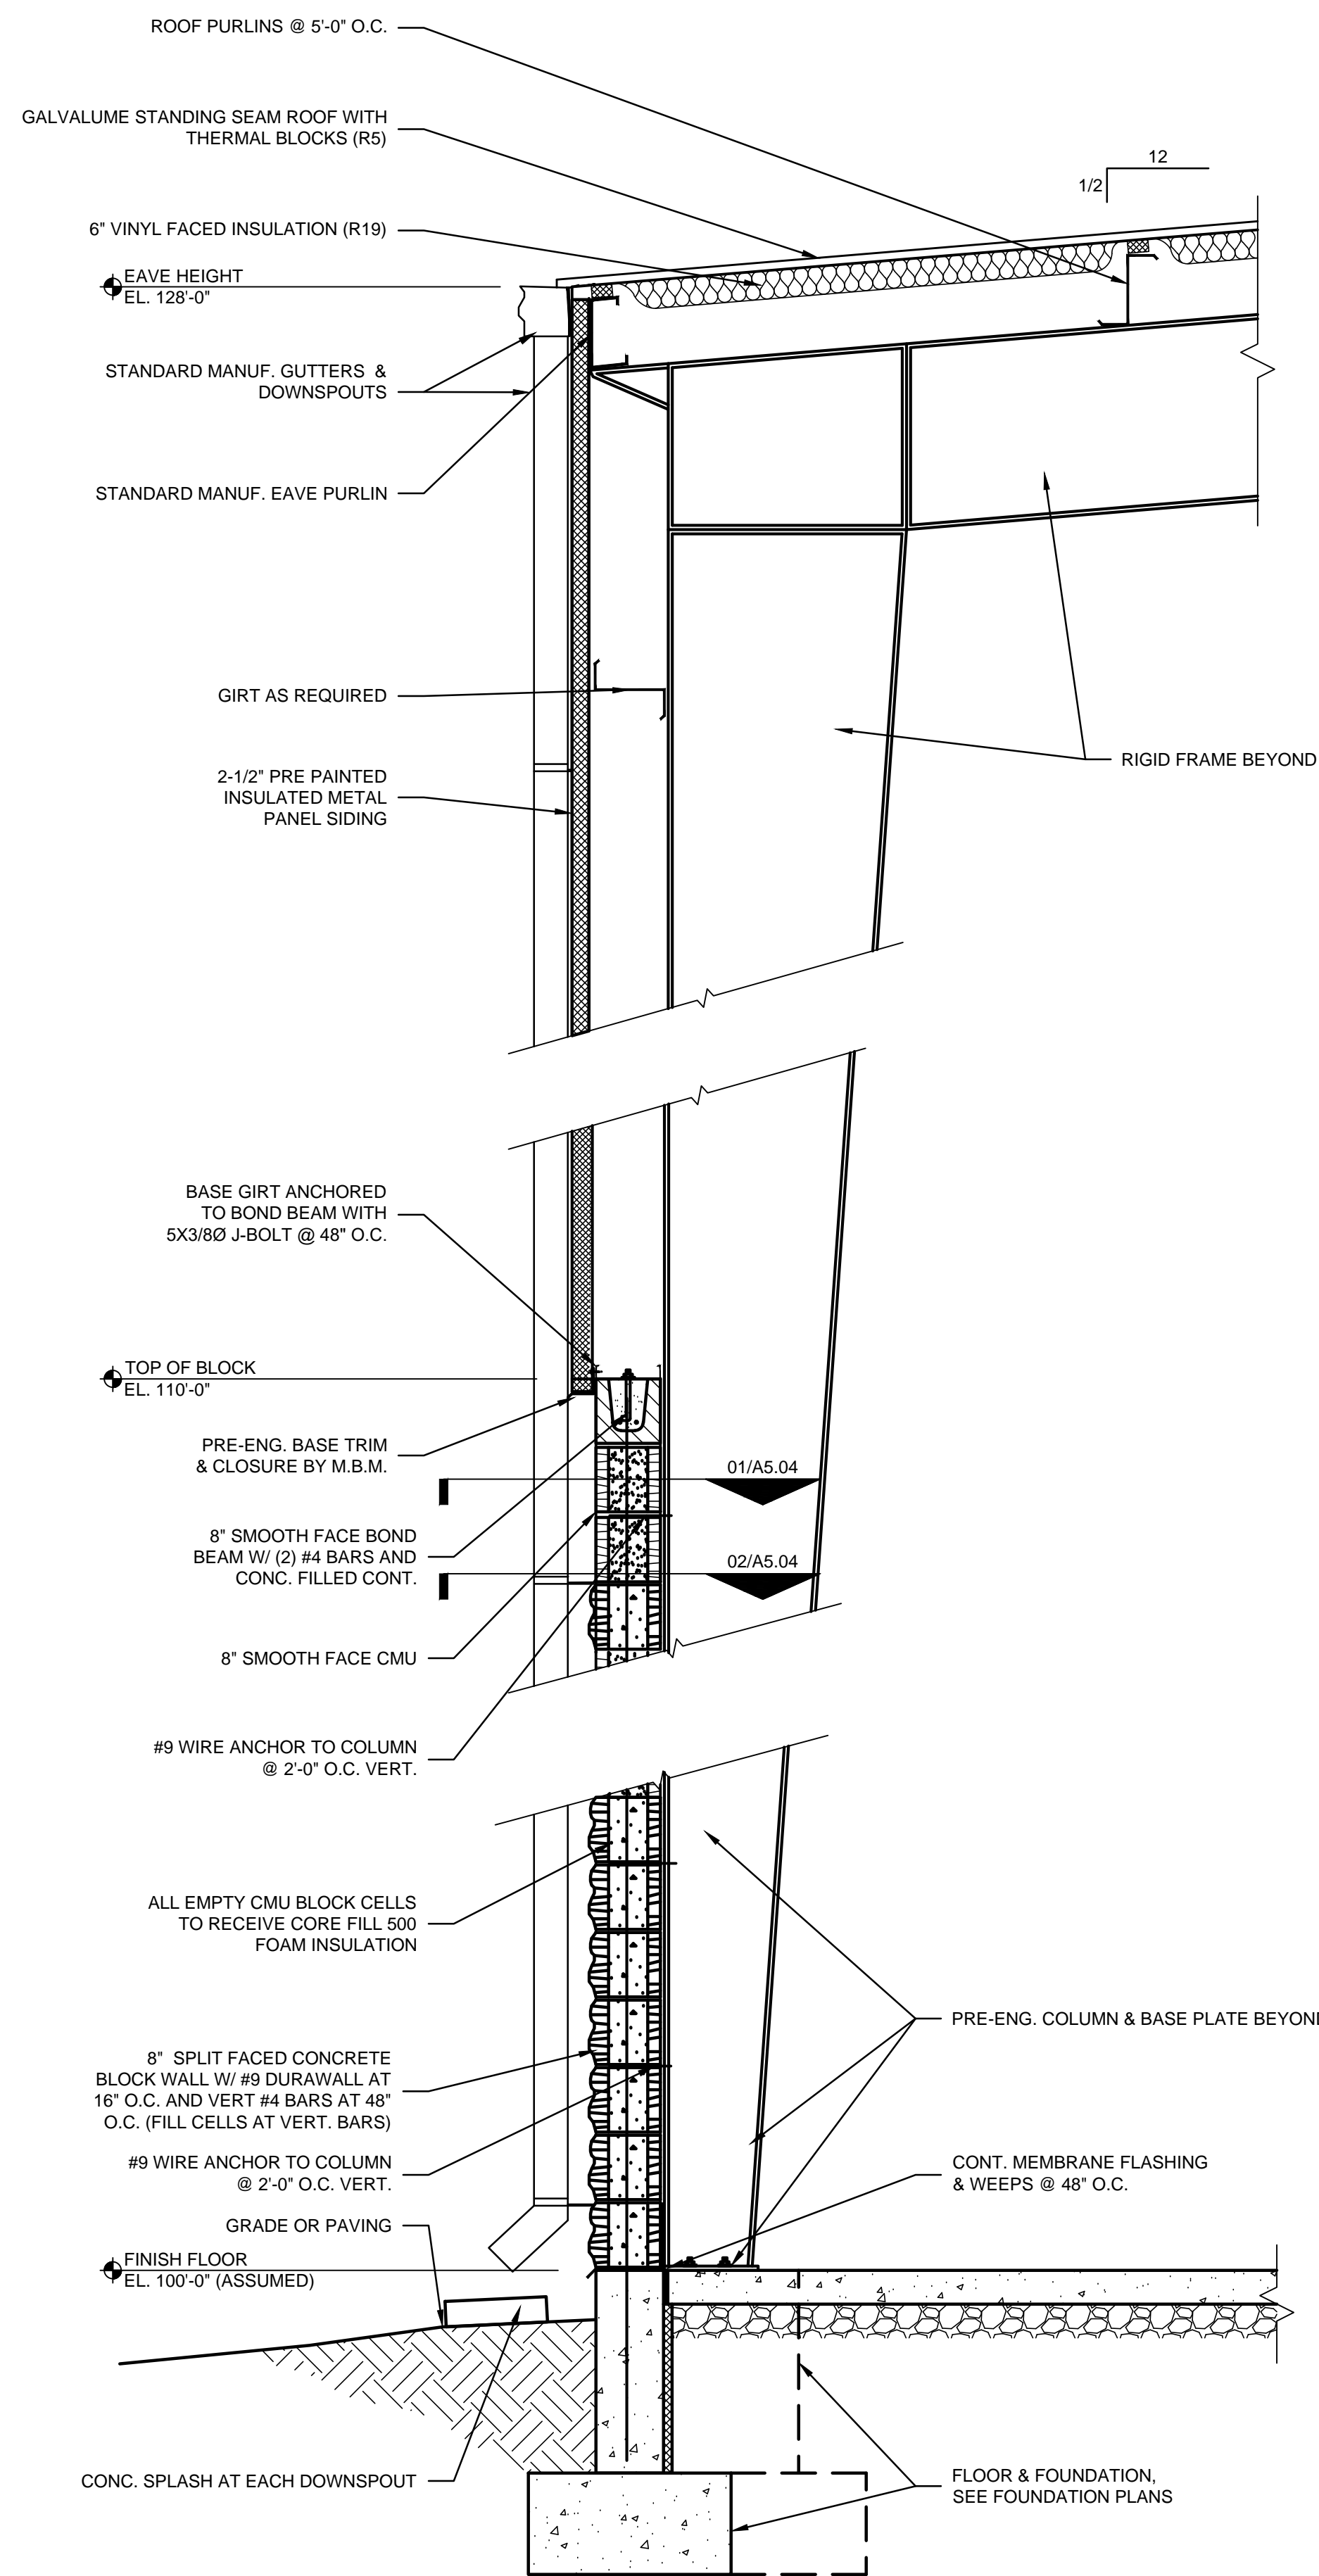 ROOF PURLINS @ 5'-0" O.C.
GALVALUME STANDING SEAM ROOF WITH
THERMAL BLOCKS (R5)
12
1/2
6" VINYL FACED INSULATION (R19)
EAVE HEIGHT
EL. 128'-0"
STANDARD MANUF. GUTTERS &
DOWNSPOUTS
STANDARD MANUF. EAVE PURLIN
GIRT AS REQUIRED
RIGID FRAME BEYOND
2-1/2" PRE PAINTED
INSULATED METAL
PANEL SIDING
BASE GIRT ANCHORED
TO BOND BEAM WITH
5X3/8Ø J-BOLT @ 48" O.C.
TOP OF BLOCK
EL. 110'-0"
PRE-ENG. BASE TRIM
& CLOSURE BY M.B.M.
01/A5.04
8" SMOOTH FACE BOND
BEAM W/ (2) #4 BARS AND
CONC. FILLED CONT.
02/A5.04
8" SMOOTH FACE CMU
#9 WIRE ANCHOR TO COLUMN
@ 2'-0" O.C. VERT.
ALL EMPTY CMU BLOCK CELLS
TO RECEIVE CORE FILL 500
FOAM INSULATION
PRE-ENG. COLUMN & BASE PLATE BEYOND
8" SPLIT FACED CONCRETE
BLOCK WALL W/ #9 DURAWALL AT
16" O.C. AND VERT #4 BARS AT 48"
O.C. (FILL CELLS AT VERT. BARS)
#9 WIRE ANCHOR TO COLUMN
@ 2'-0" O.C. VERT.
CONT. MEMBRANE FLASHING
& WEEPS @ 48" O.C.
GRADE OR PAVING
FINISH FLOOR
EL. 100'-0" (ASSUMED)
CONC. SPLASH AT EACH DOWNSPOUT
FLOOR & FOUNDATION,
SEE FOUNDATION PLANS